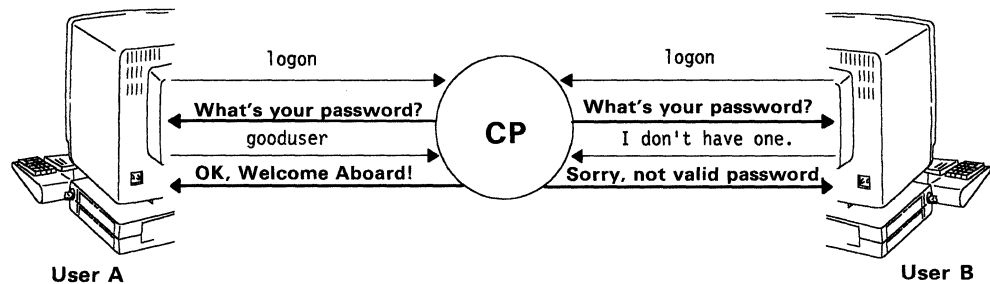 logon
What's your password?
gooduser
OK, Welcome Aboard!
CP
logon
What's your password?
I don't have one.
Sorry, not valid password
User A
User B